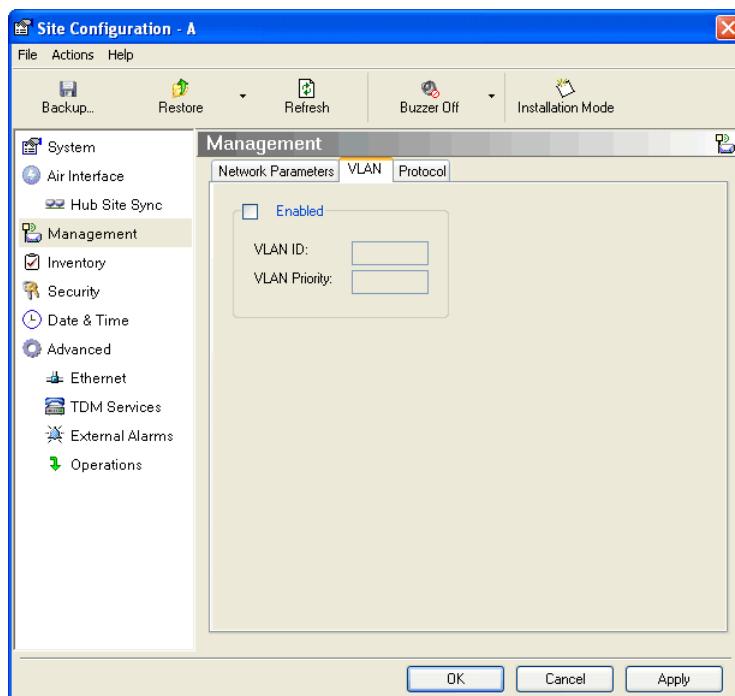 Site Configuration - A
File Actions Help
Backup... Restore Refresh Buzzer Off Installation Mode
System
Air Interface
Hub Site Sync
Management
Inventory
Security
Date & Time
Advanced
Ethernet
TDM Services
External Alarms
Operations
Management
Network Parameters VLAN Protocol
Enabled
VLAN ID:
VLAN Priority:
OK Cancel Apply